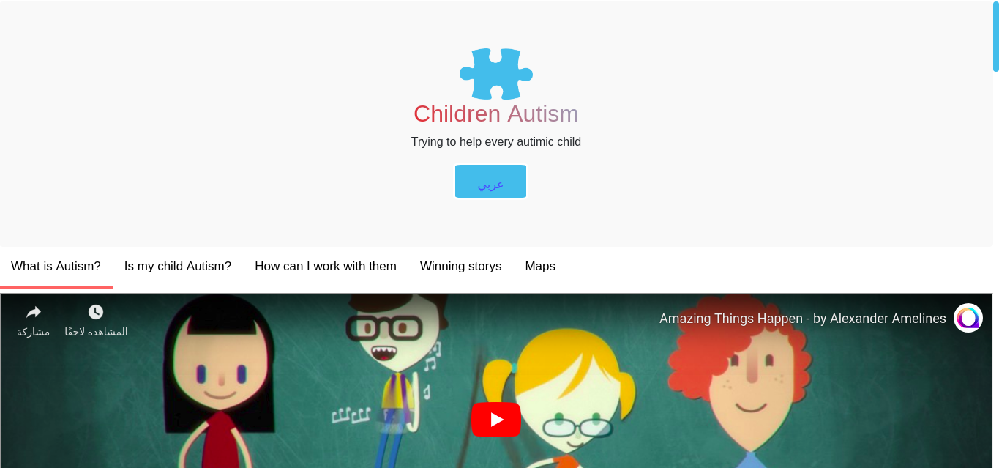 Children Autism
Trying to help every autimic child
عربي
What is Autism? Is my child Autism? How can I work with them Winning storys Maps
مشاركة المشاهدة لاحقًا Amazing Things Happen - by Alexander Amelines